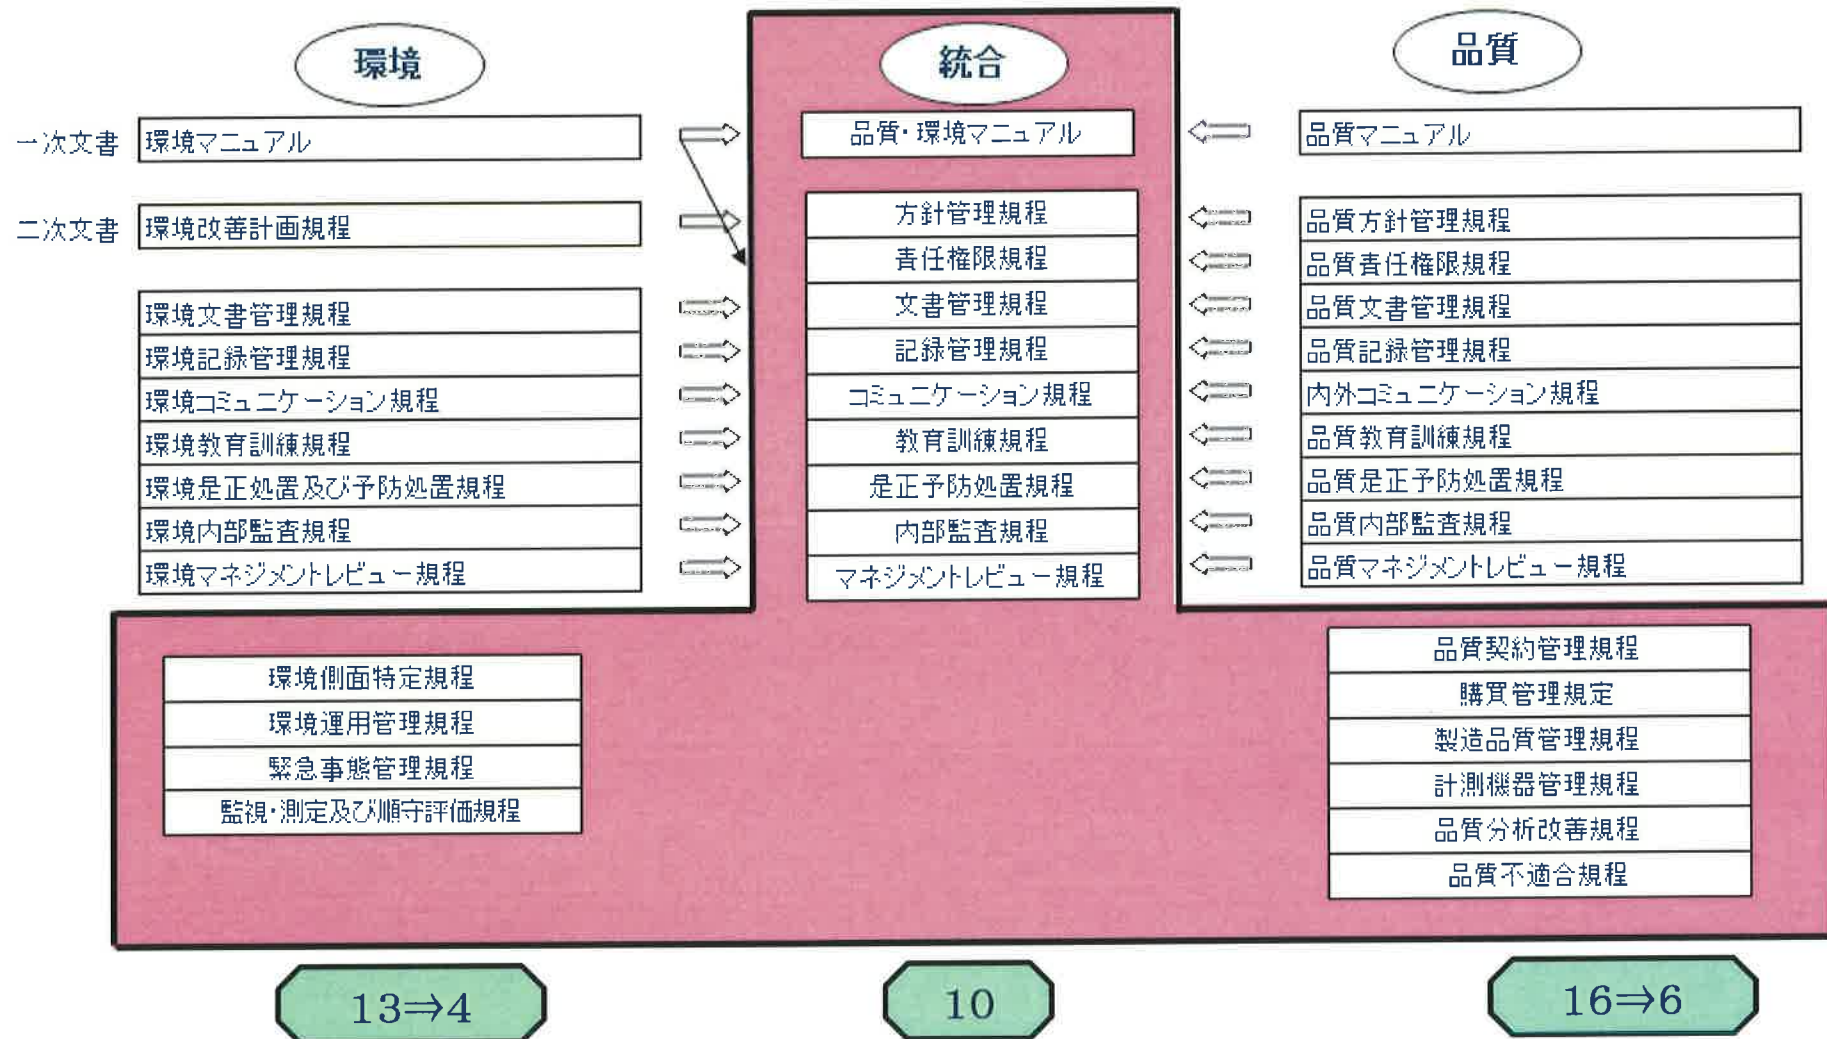 環境
統合
品質
一次文書
環境マニュアル
品質・環境マニュアル
品質マニュアル
二次文書
環境改善計画規程
方針管理規程
品質方針管理規程
責任権限規程
品質責任権限規程
環境文書管理規程
文書管理規程
品質文書管理規程
環境記録管理規程
記録管理規程
品質記録管理規程
環境コミュニケーション規程
コミュニケーション規程
内外コミュニケーション規程
環境教育訓練規程
教育訓練規程
品質教育訓練規程
環境是正処置及び予防処置規程
是正予防処置規程
品質是正予防処置規程
環境内部監査規程
内部監査規程
品質内部監査規程
環境マネジメントレビュー規程
マネジメントレビュー規程
品質マネジメントレビュー規程
環境側面特定規程
環境運用管理規程
緊急事態管理規程
監視・測定及び順守評価規程
品質契約管理規程
購買管理規定
製造品質管理規程
計測機器管理規程
品質分析改善規程
品質不適合規程
13⇒4
10
16⇒6